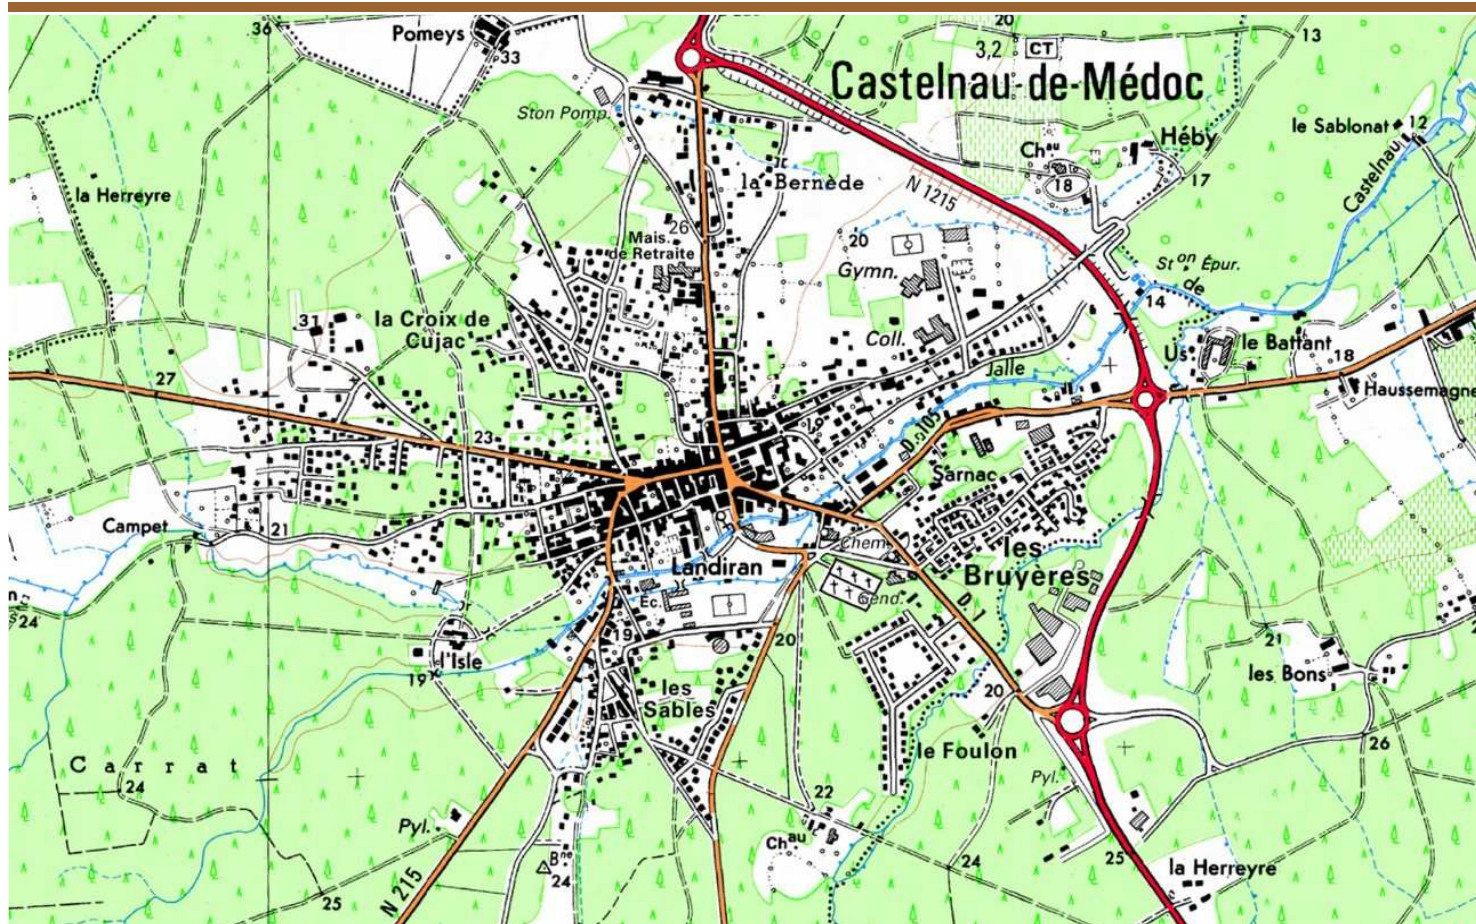 36
Pomeys
33
20
3,2
CT
13
Castelnau-de-Médoc
Ston Pomp.
le Sablonat
12
Héby
Chau
18
17
la Herreyre
la Bernède
N 1215
Castelnau
26
Mais.
de Retraite
20
Gymn.
Ston Épur.
de
14
31
la Croix de
Cujac
Coll.
Us
le Battant
18
27
Jalle
Haussemagne
D 105
23
Sarnac
Campet
21
Chem.
les
Bruyères
Landiran
Gend.
Éc.
D 1
24
19
20
21
l'Isle
19
les
Sables
les Bons
20
le Foulon
26
Carrat
24
Pyl.
22
Pyl.
Chau
Bne
24
24
25
la Herreyre
25
N 215